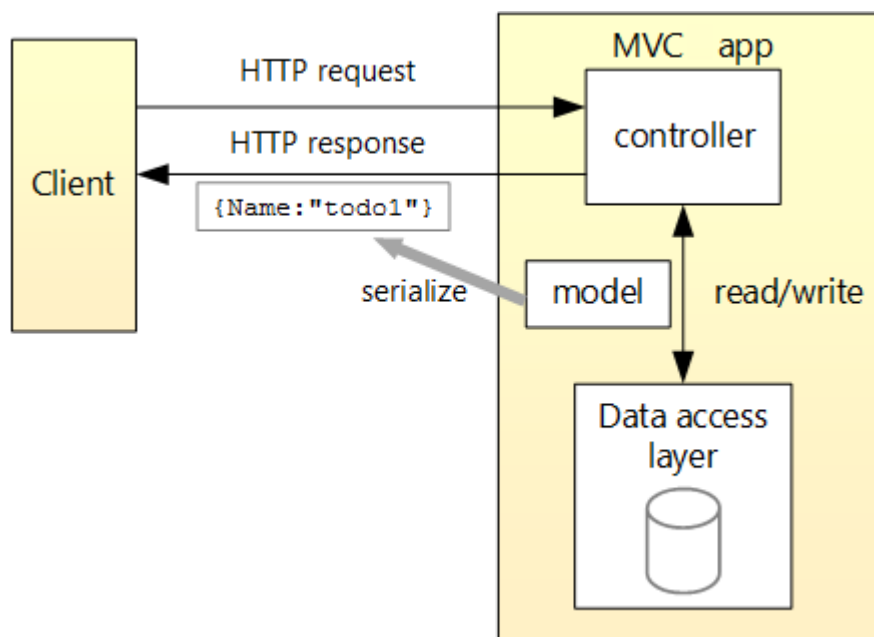 MVC app
HTTP request
controller
HTTP response
Client
{Name:"todo1"}
serialize
model
read/write
Data access
layer